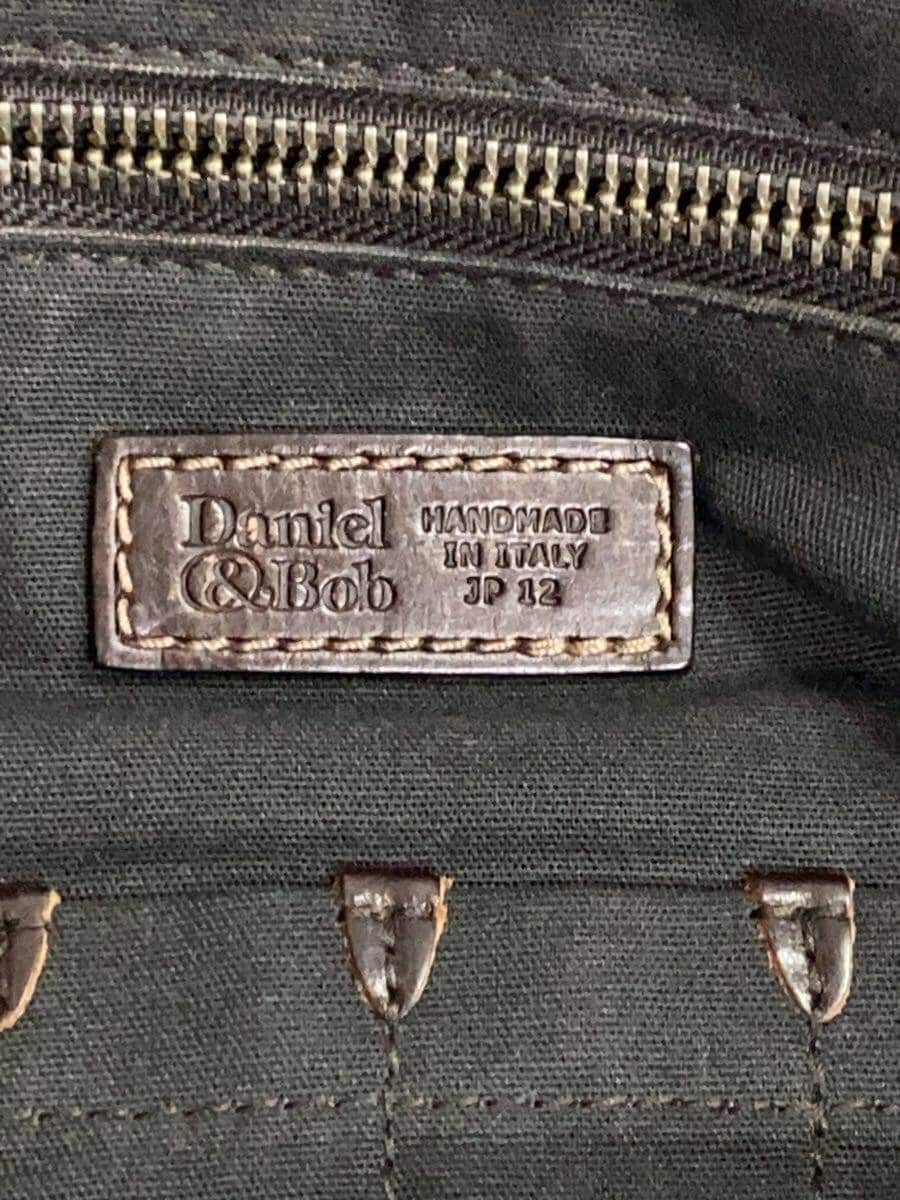 Daniel
&Bob
HANDMADE
IN ITALY
JP 12